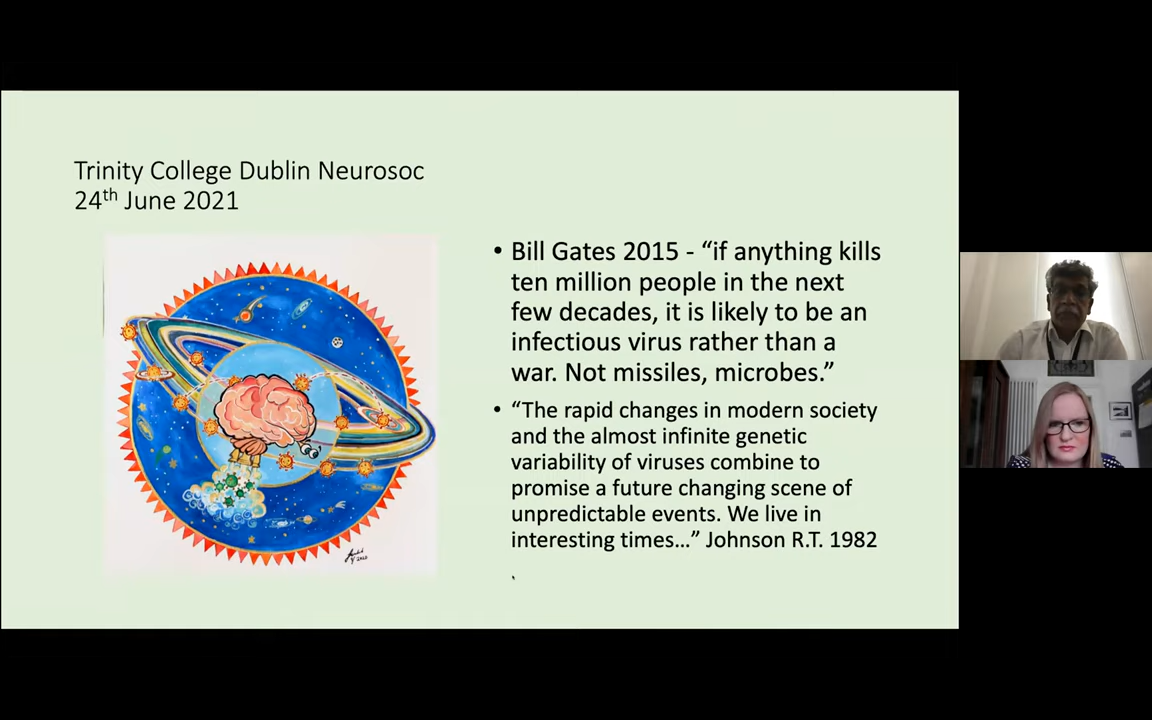 Trinity College Dublin Neurosoc
24th June 2021
• Bill Gates 2015 - “if anything kills
ten million people in the next
few decades, it is likely to be an
infectious virus rather than a
war. Not missiles, microbes.”
• “The rapid changes in modern society
and the almost infinite genetic
variability of viruses combine to
promise a future changing scene of
unpredictable events. We live in
interesting times...” Johnson R.T. 1982